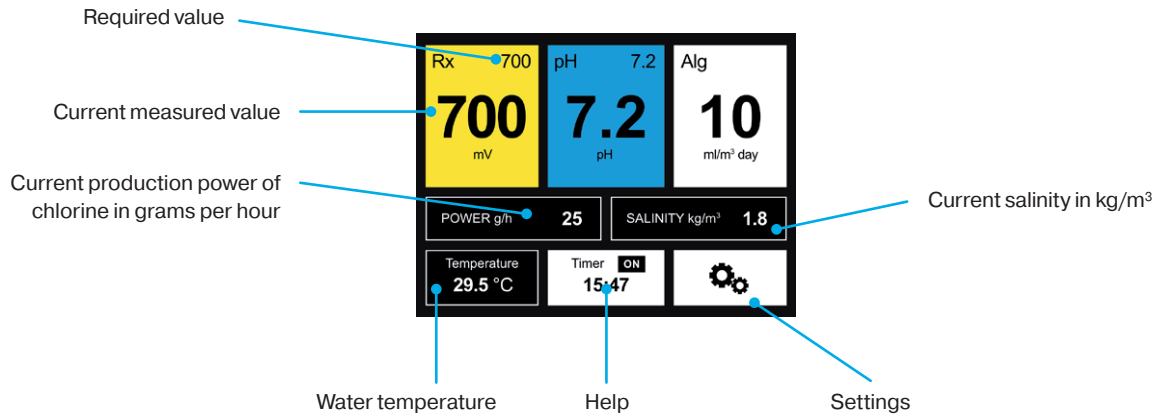 Required value
Rx 700
pH 7.2
Alg
Current measured value
700
7.2
10
mV
pH
ml/m³ day
Current production power of
chlorine in grams per hour
POWER g/h 25
SALINITY kg/m³ 1.8
Current salinity in kg/m³
Temperature
29.5 °C
Timer ON
15:47
Water temperature
Help
Settings